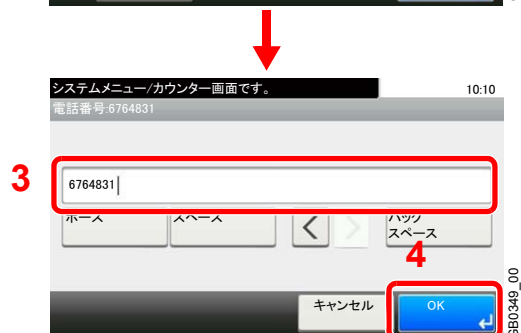 システムメニュー/カウンター画面です。 10:10
電話番号:6764831
3
6764831
ポーズ スペース < > バックスペース
4
キャンセル OK
GB0349_00